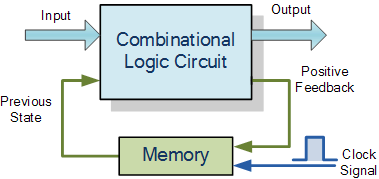 Input
Output
Combinational
Logic Circuit
Positive
Feedback
Previous
State
Memory
Clock
Signal